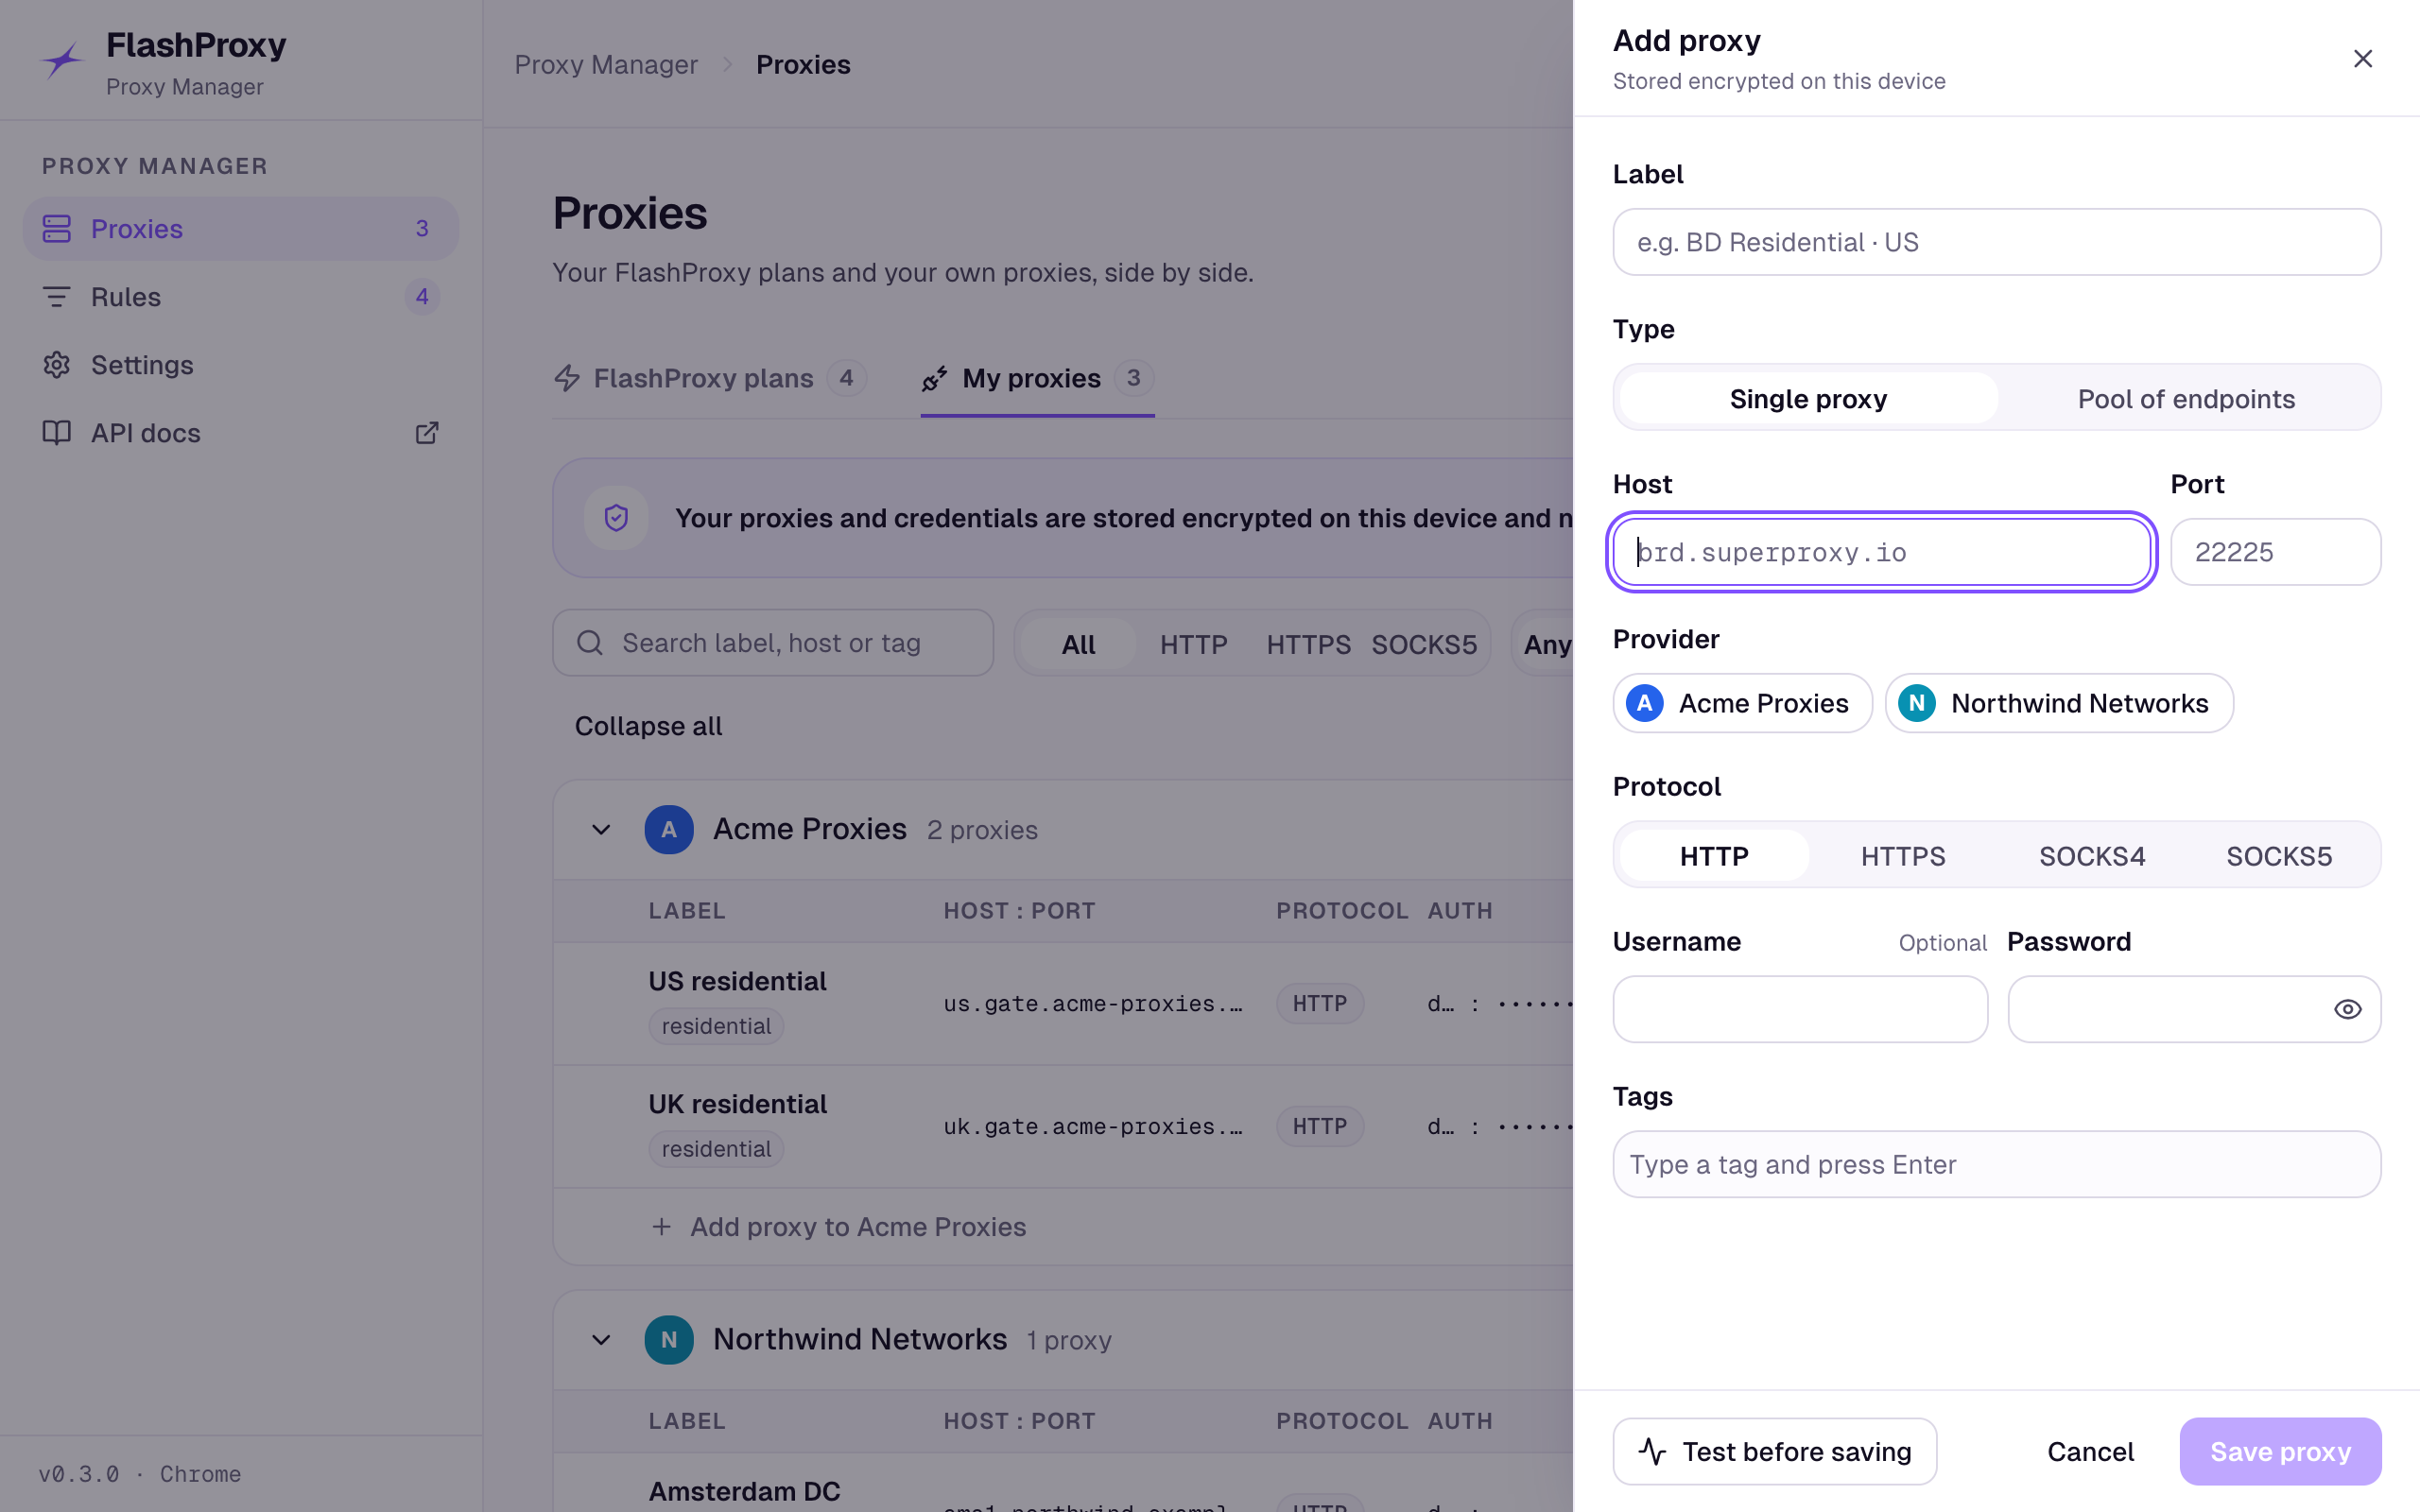 FlashProxy
Proxy Manager
PROXY MANAGER
Proxies 3
Rules 4
Settings
API docs
v0.3.0 · Chrome
Proxy Manager > Proxies
Proxies
Your FlashProxy plans and your own proxies, side by side.
FlashProxy plans 4 My proxies 3
Your proxies and credentials are stored encrypted on this device and n
Search label, host or tag All HTTP HTTPS SOCKS5 Any
Collapse all
A Acme Proxies 2 proxies
LABEL HOST : PORT PROTOCOL AUTH
US residential
residential
us.gate.acme-proxies.… HTTP d… : ••••••
UK residential
residential
uk.gate.acme-proxies.… HTTP d… : ••••••
+ Add proxy to Acme Proxies
N Northwind Networks 1 proxy
LABEL HOST : PORT PROTOCOL AUTH
Amsterdam DC
Add proxy
Stored encrypted on this device
Label
e.g. BD Residential · US
Type
Single proxy Pool of endpoints
Host Port
brd.superproxy.io 22225
Provider
A Acme Proxies N Northwind Networks
Protocol
HTTP HTTPS SOCKS4 SOCKS5
Username Optional Password
Tags
Type a tag and press Enter
Test before saving Cancel Save proxy